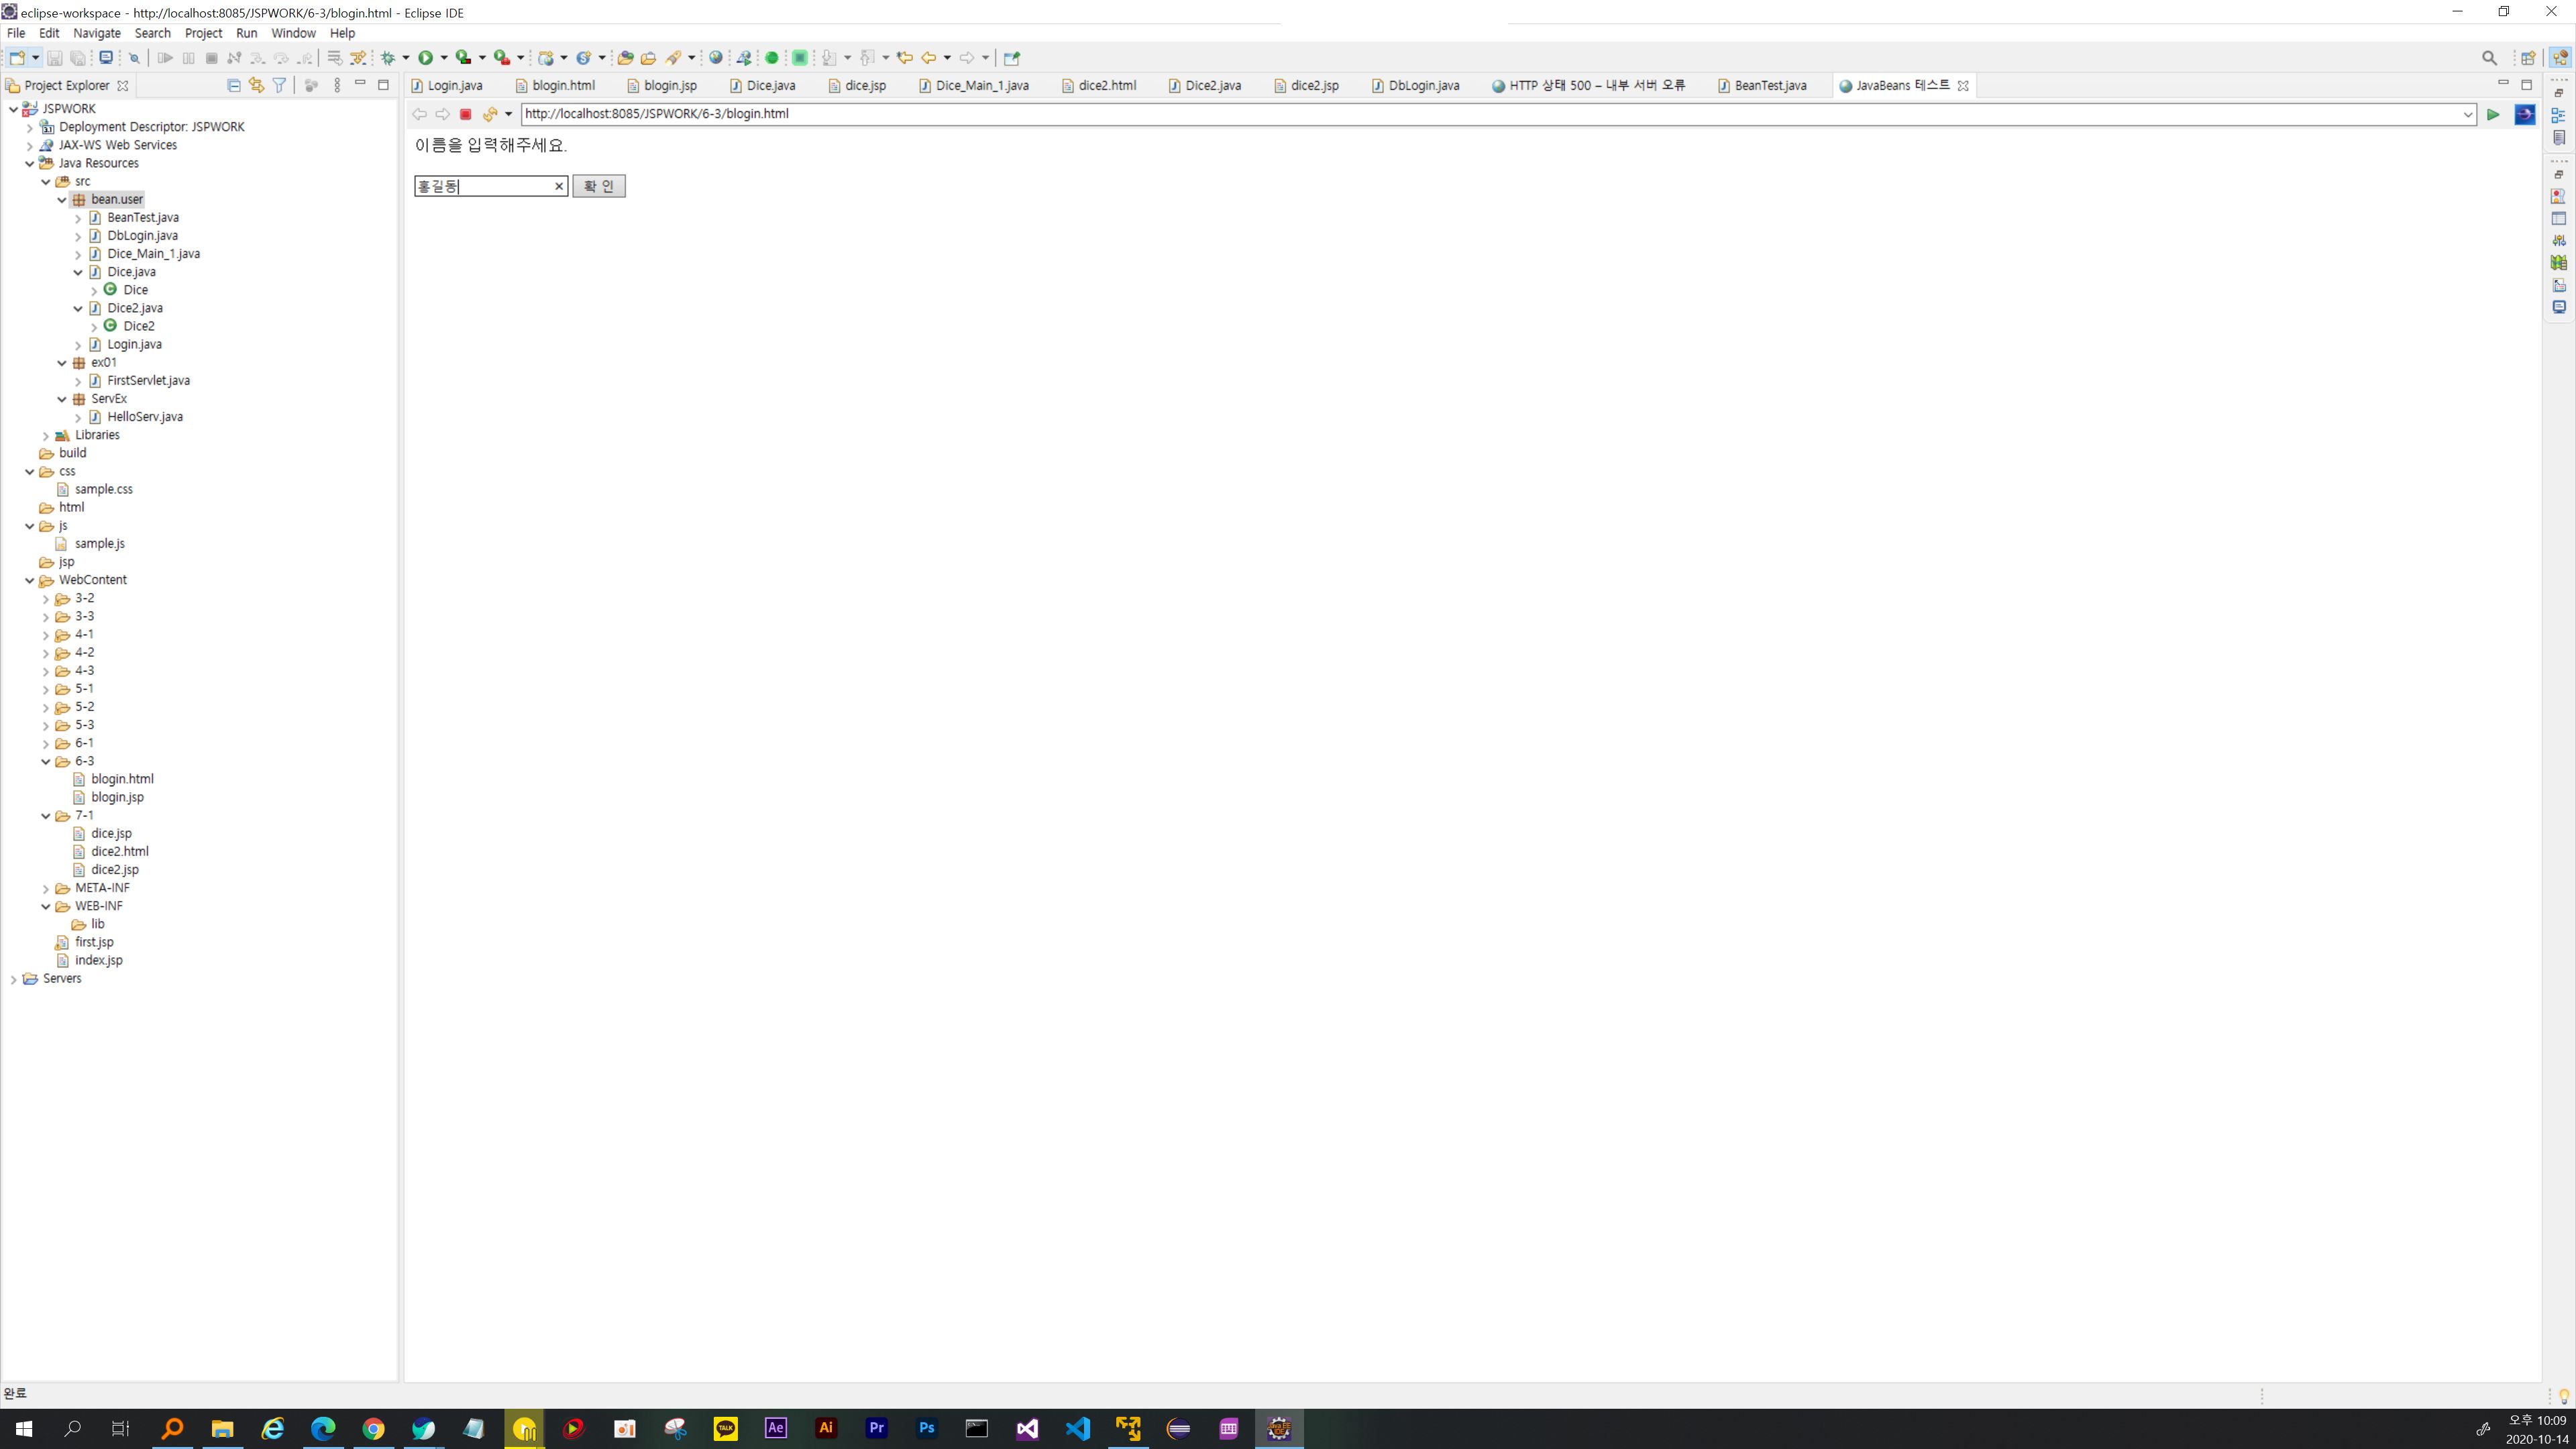 eclipse-workspace - http://localhost:8085/JSPWORK/6-3/blogin.html - Eclipse IDE
File Edit Navigate Search Project Run Window Help
Project Explorer
Login.java blogin.html blogin.jsp Dice.java dice.jsp Dice_Main_1.java dice2.html Dice2.java dice2.jsp DbLogin.java HTTP 상태 500 – 내부 서버 오류 BeanTest.java JavaBeans 테스트
http://localhost:8085/JSPWORK/6-3/blogin.html
이름을 입력해주세요.
홍길동 확 인
JSPWORK
Deployment Descriptor: JSPWORK
JAX-WS Web Services
Java Resources
src
bean.user
BeanTest.java
DbLogin.java
Dice_Main_1.java
Dice.java
Dice
Dice2.java
Dice2
Login.java
ex01
FirstServlet.java
ServEx
HelloServ.java
Libraries
build
css
sample.css
html
js
sample.js
jsp
WebContent
3-2
3-3
4-1
4-2
4-3
5-1
5-2
5-3
6-1
6-3
blogin.html
blogin.jsp
7-1
dice.jsp
dice2.html
dice2.jsp
META-INF
WEB-INF
lib
first.jsp
index.jsp
Servers
완료
TALK Ae Ai Pr Ps Java EE IDE
오후 10:09
2020-10-14